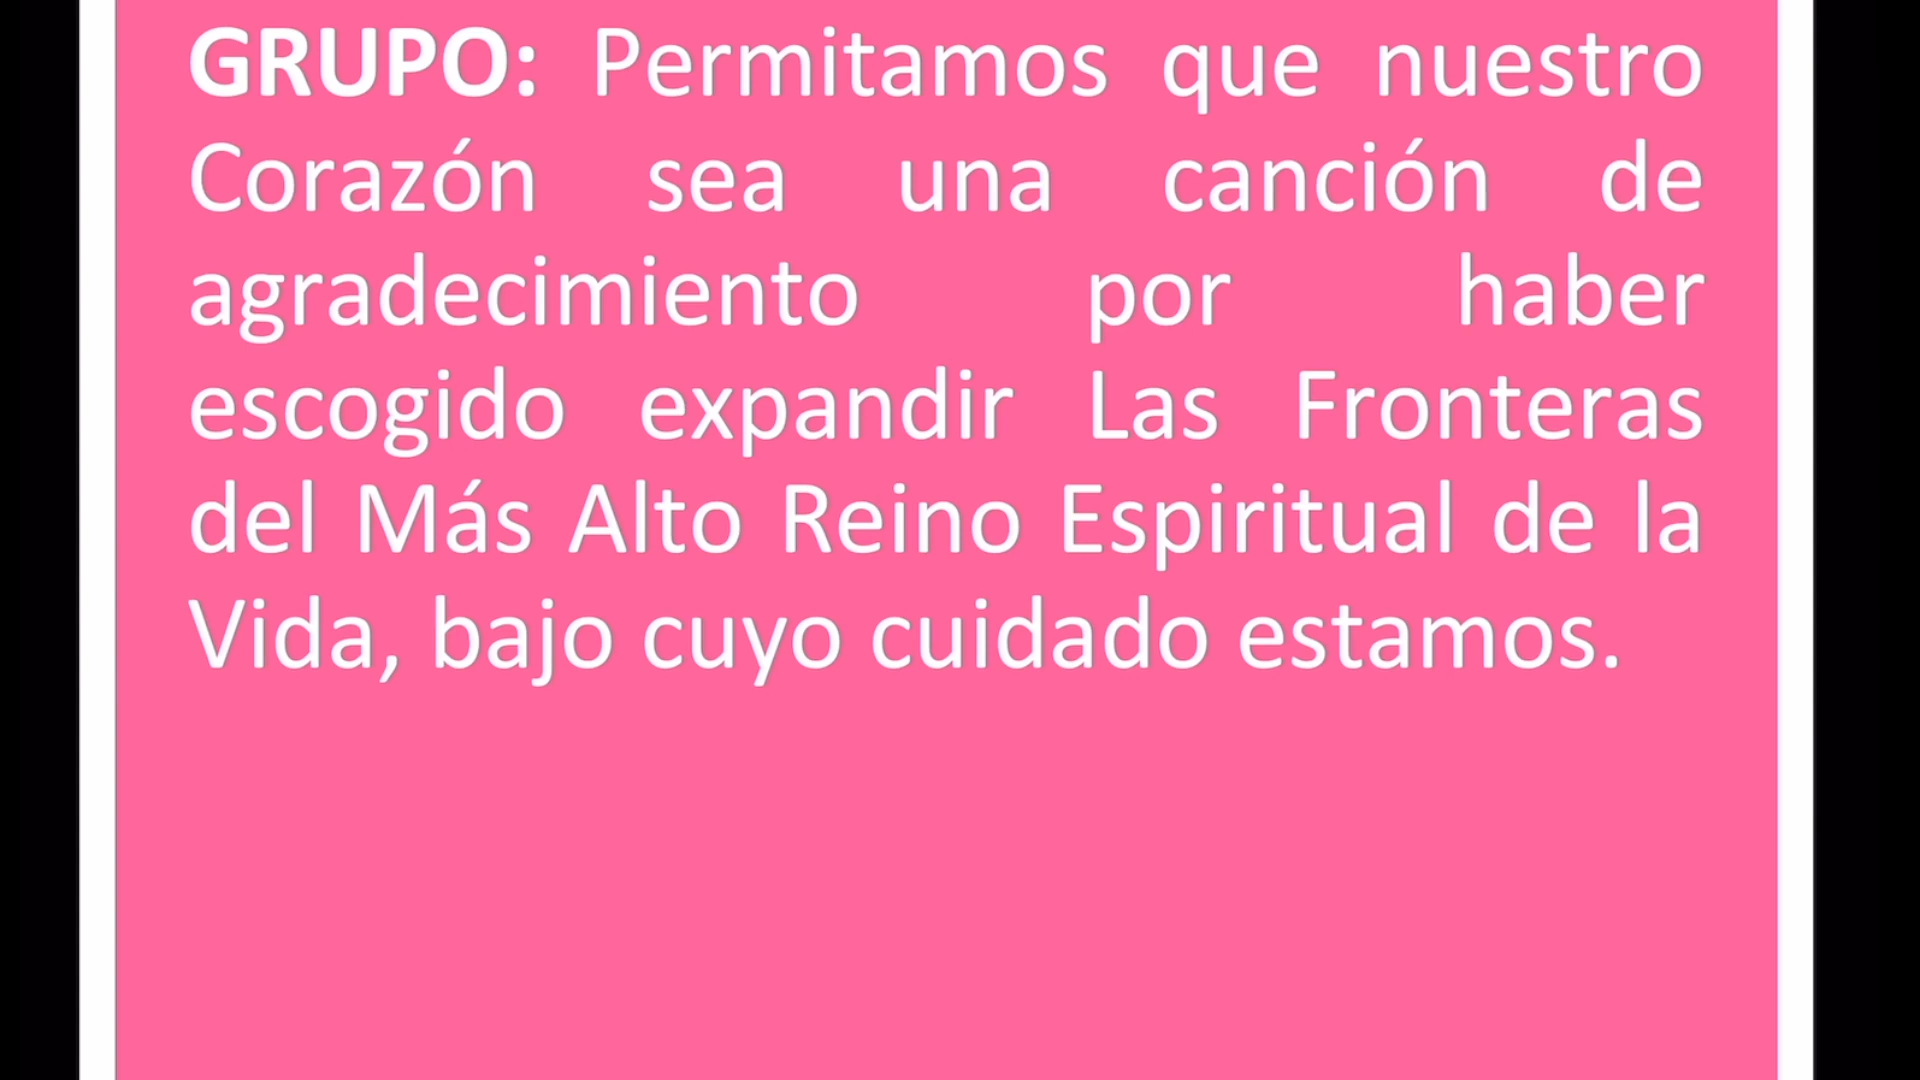 GRUPO: Permitamos que nuestro
Corazón sea una canción de
agradecimiento por haber
escogido expandir Las Fronteras
del Más Alto Reino Espiritual de la
Vida, bajo cuyo cuidado estamos.